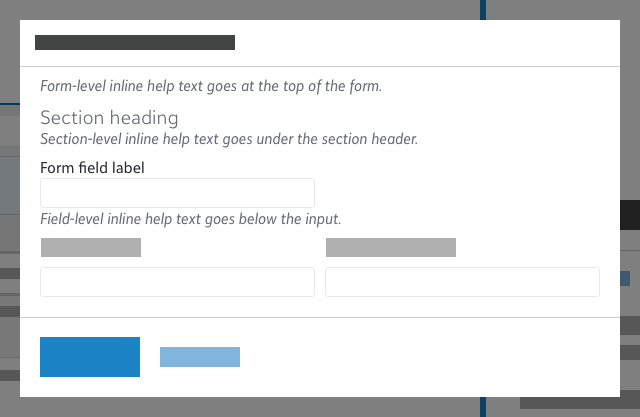 Form-level inline help text goes at the top of the form.
Section heading
Section-level inline help text goes under the section header.
Form field label
Field-level inline help text goes below the input.